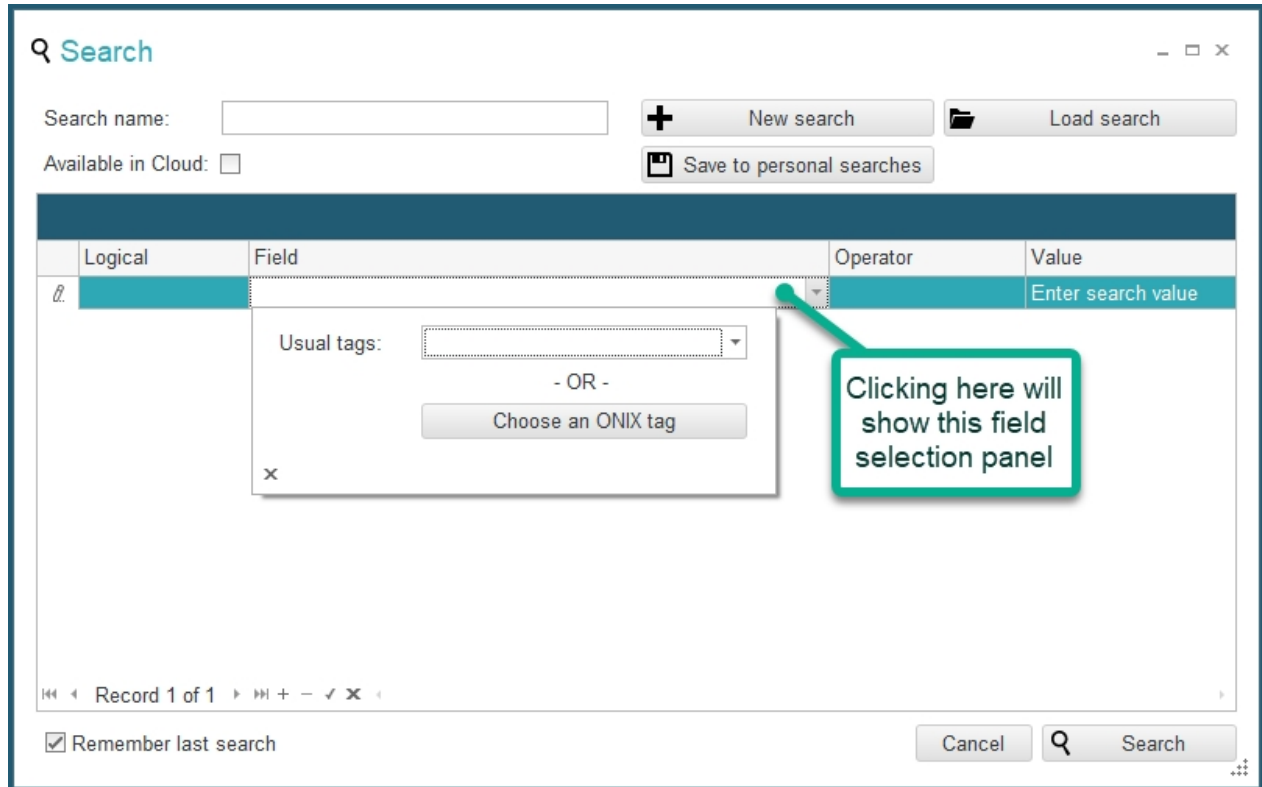 Search
Search name:
New search
Load search
Available in Cloud:
Save to personal searches
Logical Field Operator Value
Enter search value
Usual tags:
- OR -
Choose an ONIX tag
Clicking here will
show this field
selection panel
Record 1 of 1
Remember last search
Cancel
Search